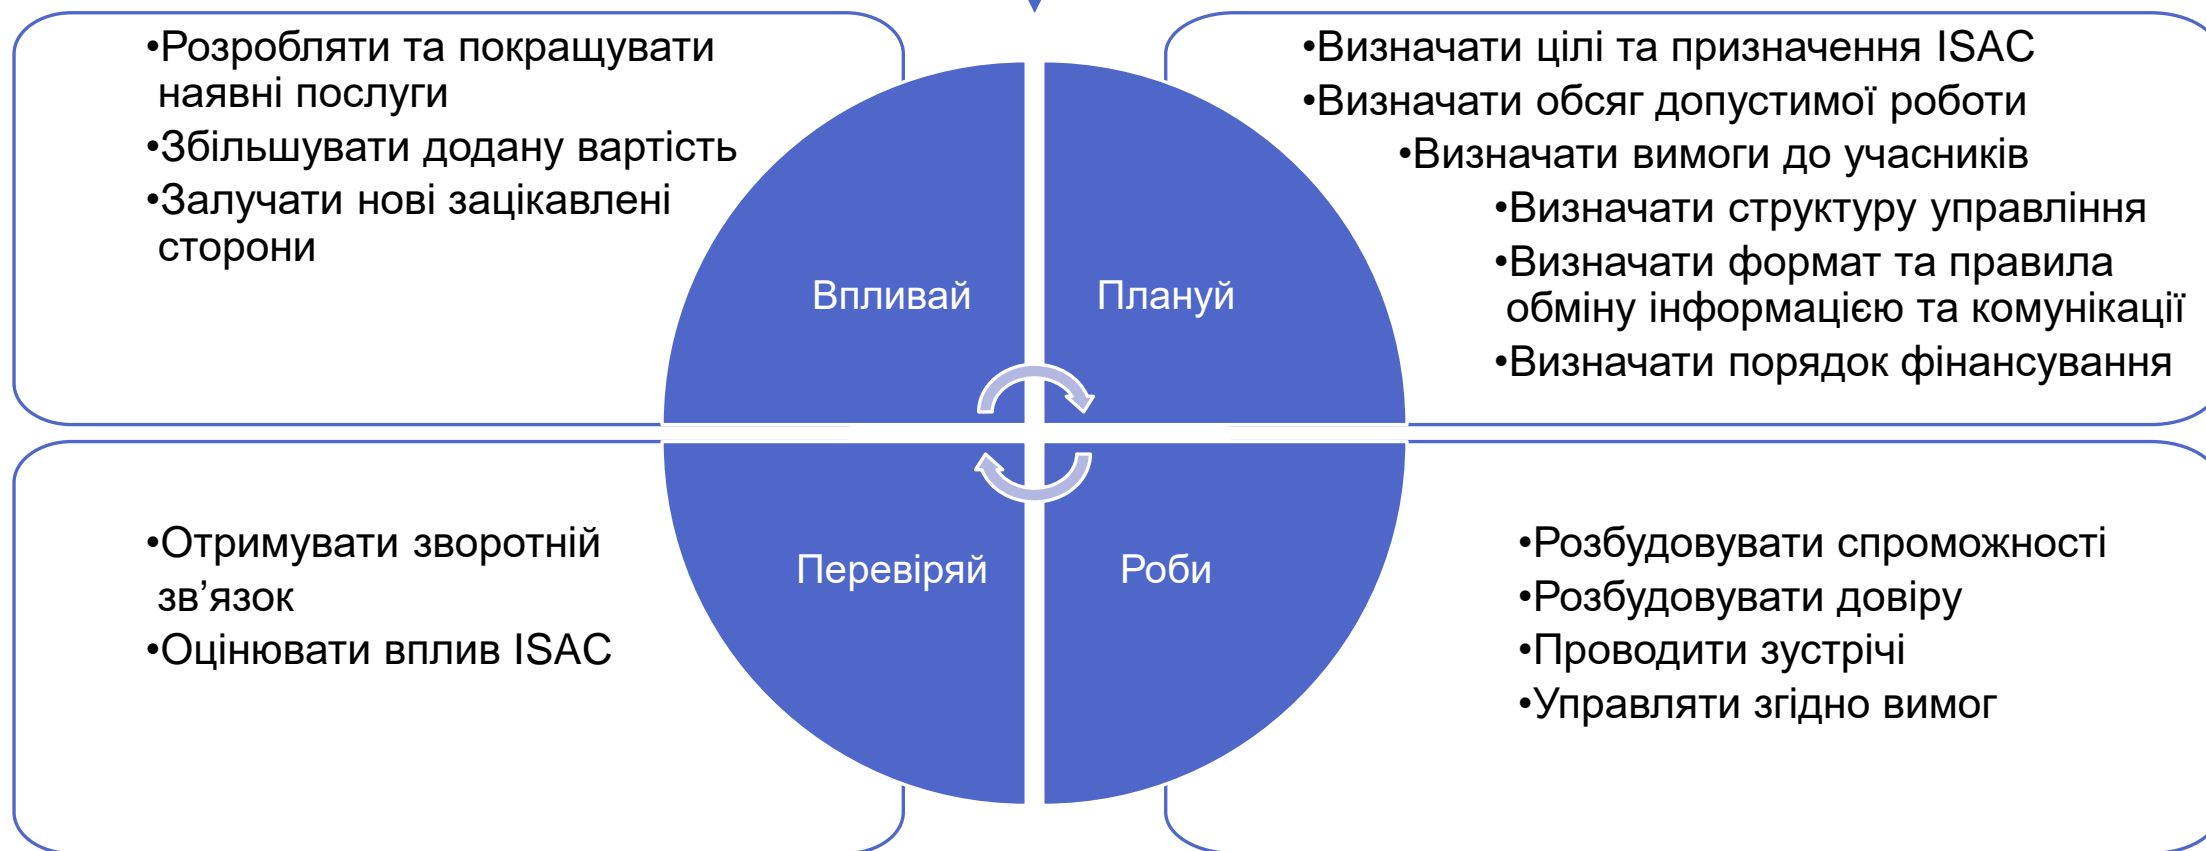 •Розробляти та покращувати
наявні послуги
•Збільшувати додану вартість
•Залучати нові зацікавлені
сторони
•Визначати цілі та призначення ISAC
•Визначати обсяг допустимої роботи
•Визначати вимоги до учасників
•Визначати структуру управління
•Визначати формат та правила
обміну інформацією та комунікації
•Визначати порядок фінансування
Впливай
Плануй
Перевіряй
Роби
•Отримувати зворотній
зв’язок
•Оцінювати вплив ISAC
•Розбудовувати спроможності
•Розбудовувати довіру
•Проводити зустрічі
•Управляти згідно вимог